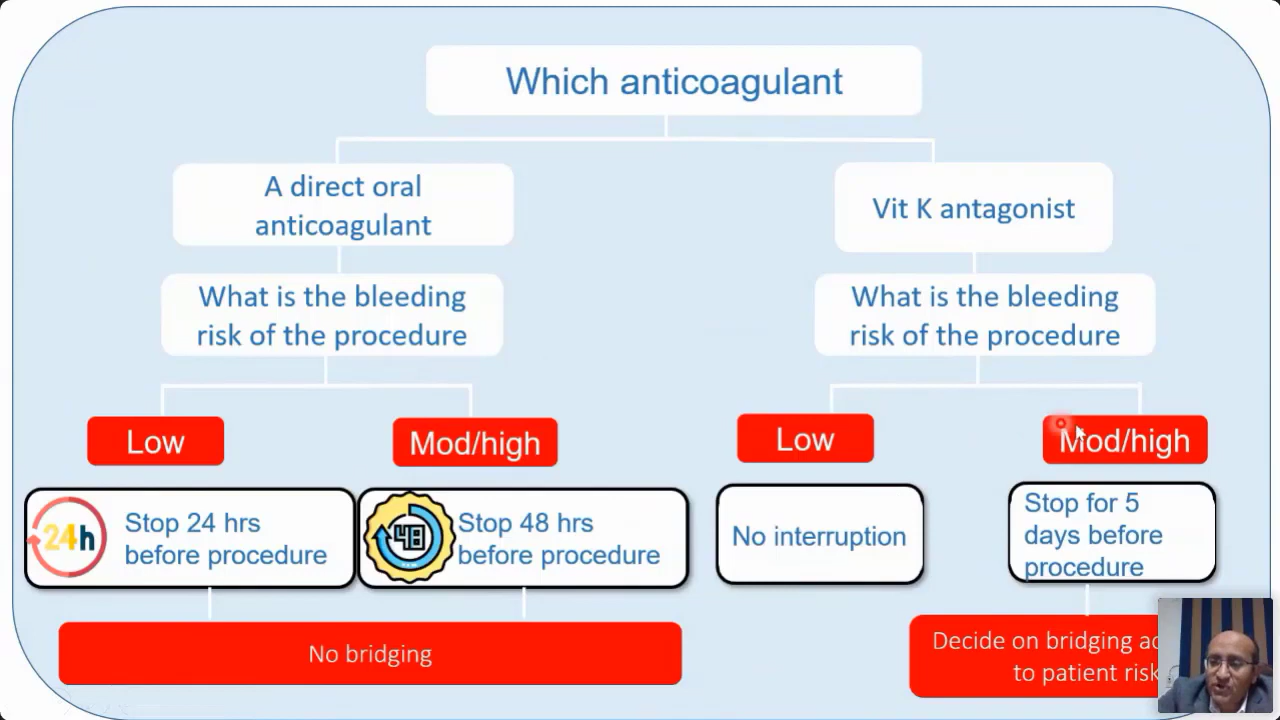 Which anticoagulant
A direct oral
anticoagulant
Vit K antagonist
What is the bleeding
risk of the procedure
What is the bleeding
risk of the procedure
Low
Mod/high
Low
Mod/high
24h
Stop 24 hrs
before procedure
48
Stop 48 hrs
before procedure
No interruption
Stop for 5
days before
procedure
No bridging
Decide on bridging
to patient risk